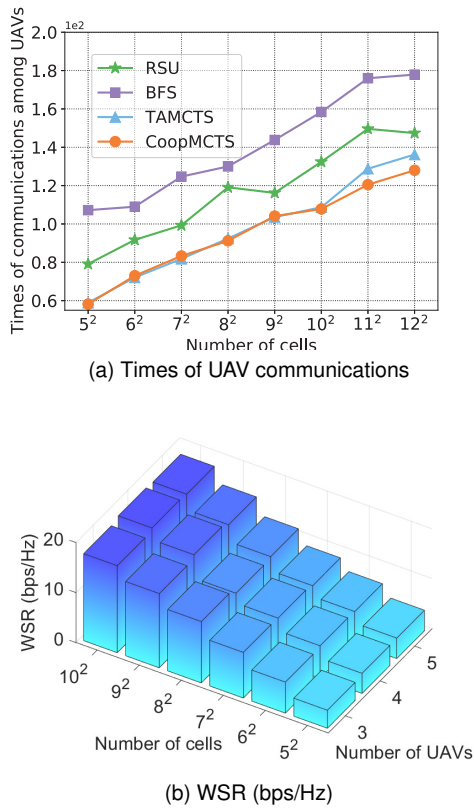 1e2
2.0
1.8
1.6
1.4
1.2
1.0
0.8
0.6
Times of communications among UAVs
RSU
BFS
TAMCTS
CoopMCTS
5² 6² 7² 8² 9² 10² 11² 12²
Number of cells
(a) Times of UAV communications
20
10
0
WSR (bps/Hz)
10² 9² 8² 7² 6² 5²
Number of cells
3 4 5
Number of UAVs
(b) WSR (bps/Hz)